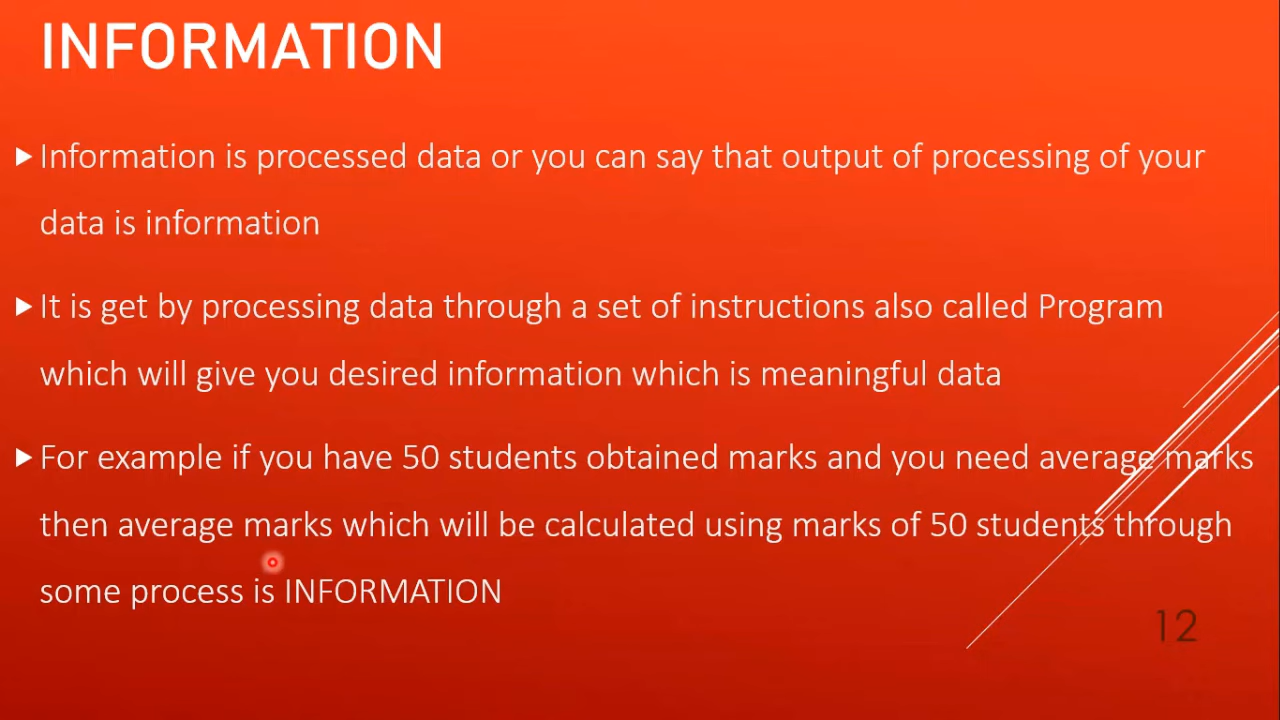 INFORMATION
Information is processed data or you can say that output of processing of your
data is information
It is get by processing data through a set of instructions also called Program
which will give you desired information which is meaningful data
For example if you have 50 students obtained marks and you need average marks
then average marks which will be calculated using marks of 50 students through
some process is INFORMATION
12